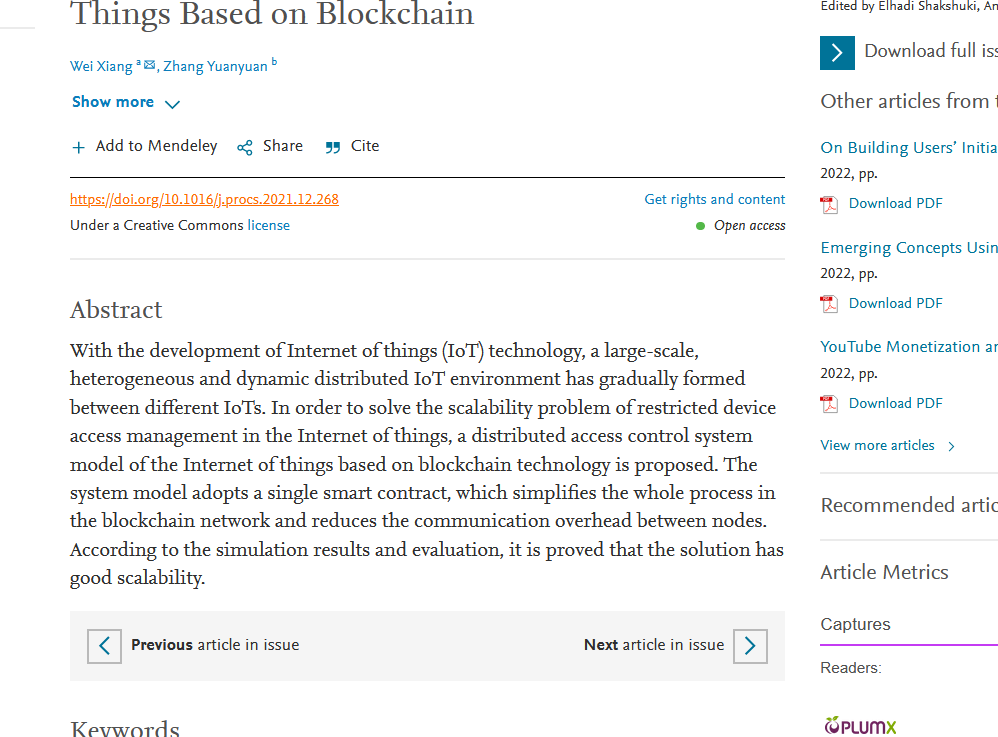 Things Based on Blockchain
Wei Xiang a, Zhang Yuanyuan b
Show more
Add to Mendeley Share Cite
https://doi.org/10.1016/j.procs.2021.12.268 Get rights and content
Under a Creative Commons license Open access
Abstract
With the development of Internet of things (IoT) technology, a large-scale,
heterogeneous and dynamic distributed IoT environment has gradually formed
between different IoTs. In order to solve the scalability problem of restricted device
access management in the Internet of things, a distributed access control system
model of the Internet of things based on blockchain technology is proposed. The
system model adopts a single smart contract, which simplifies the whole process in
the blockchain network and reduces the communication overhead between nodes.
According to the simulation results and evaluation, it is proved that the solution has
good scalability.
Previous article in issue Next article in issue
Keywords
Edited by Elhadi Shakshuki, An
Download full iss
Other articles from t
On Building Users' Initia
2022, pp.
Download PDF
Emerging Concepts Usin
2022, pp.
Download PDF
YouTube Monetization an
2022, pp.
Download PDF
View more articles
Recommended artic
Article Metrics
Captures
Readers:
PLUMX